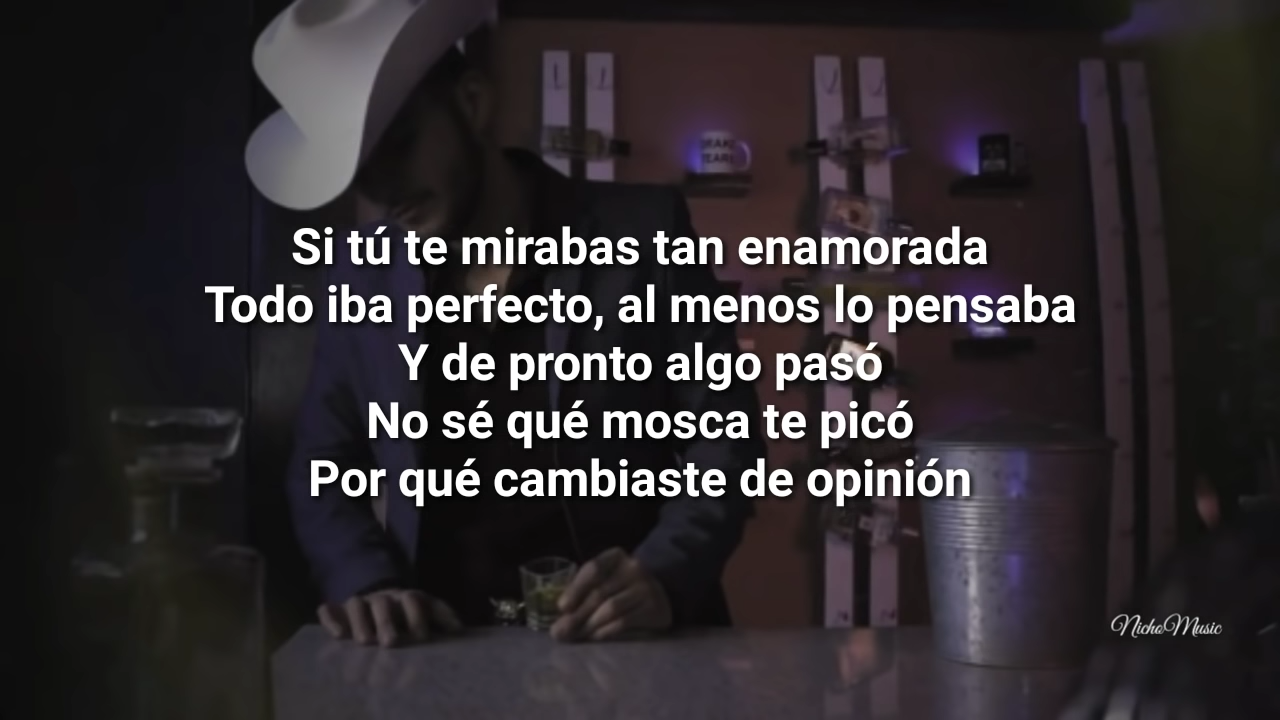 Si tú te mirabas tan enamorada
Todo iba perfecto, al menos lo pensaba
Y de pronto algo pasó
No sé qué mosca te picó
Por qué cambiaste de opinión
NichoMusic